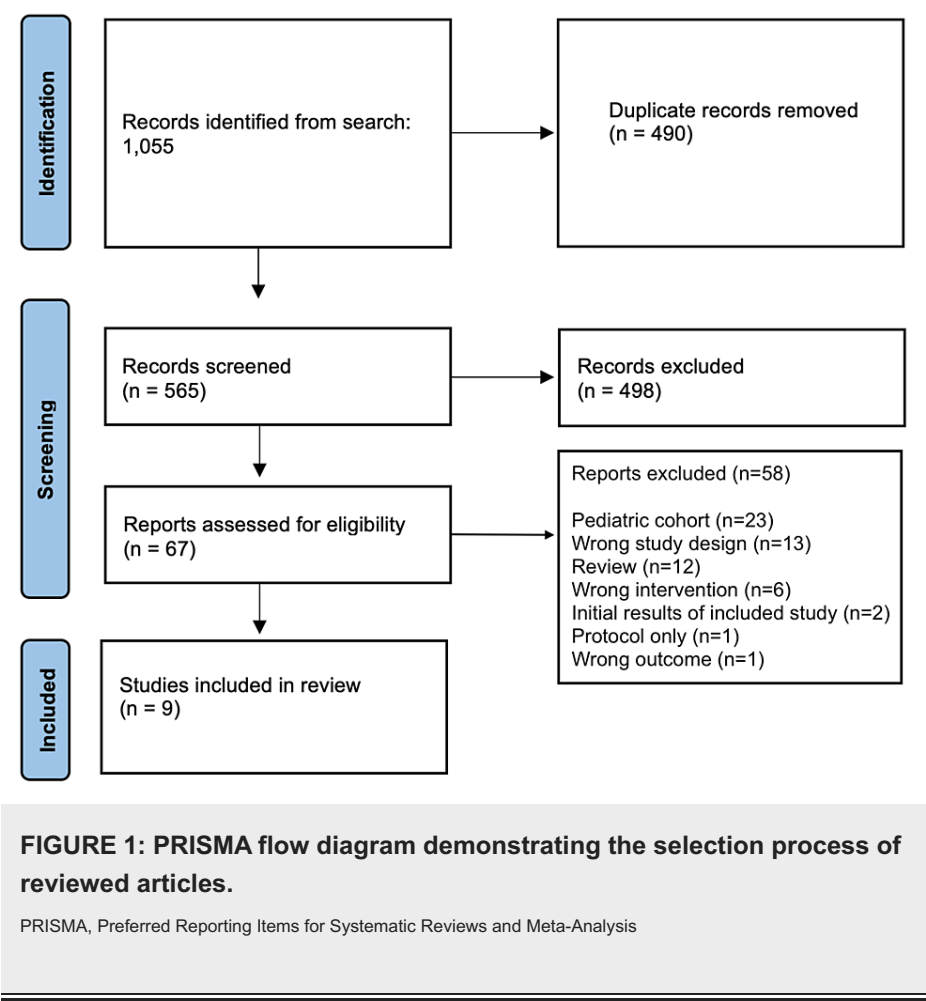 Identification
Records identified from search:
1,055
Duplicate records removed
(n = 490)
Screening
Records screened
(n = 565)
Records excluded
(n = 498)
Reports assessed for eligibility
(n = 67)
Reports excluded (n=58)
Pediatric cohort (n=23)
Wrong study design (n=13)
Review (n=12)
Wrong intervention (n=6)
Initial results of included study (n=2)
Protocol only (n=1)
Wrong outcome (n=1)
Included
Studies included in review
(n = 9)
FIGURE 1: PRISMA flow diagram demonstrating the selection process of
reviewed articles.
PRISMA, Preferred Reporting Items for Systematic Reviews and Meta-Analysis